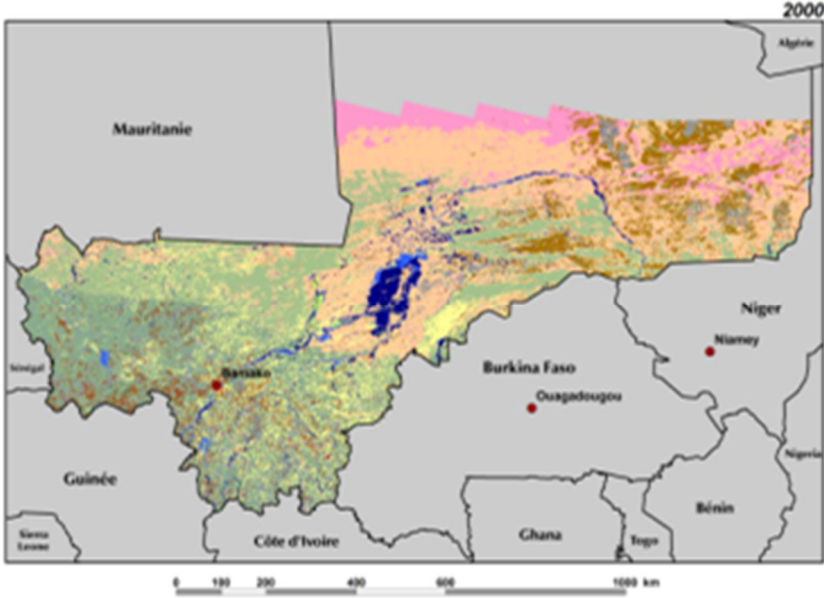 2000
Algérie
Mauritanie
Niger
Niamey
Sénégal
Bamako
Burkina Faso
Ouagadougou
Nigeria
Guinée
Bénin
Sierra
Leone
Côte d'Ivoire
Ghana
Togo
0 100 200 400 600 1000 km